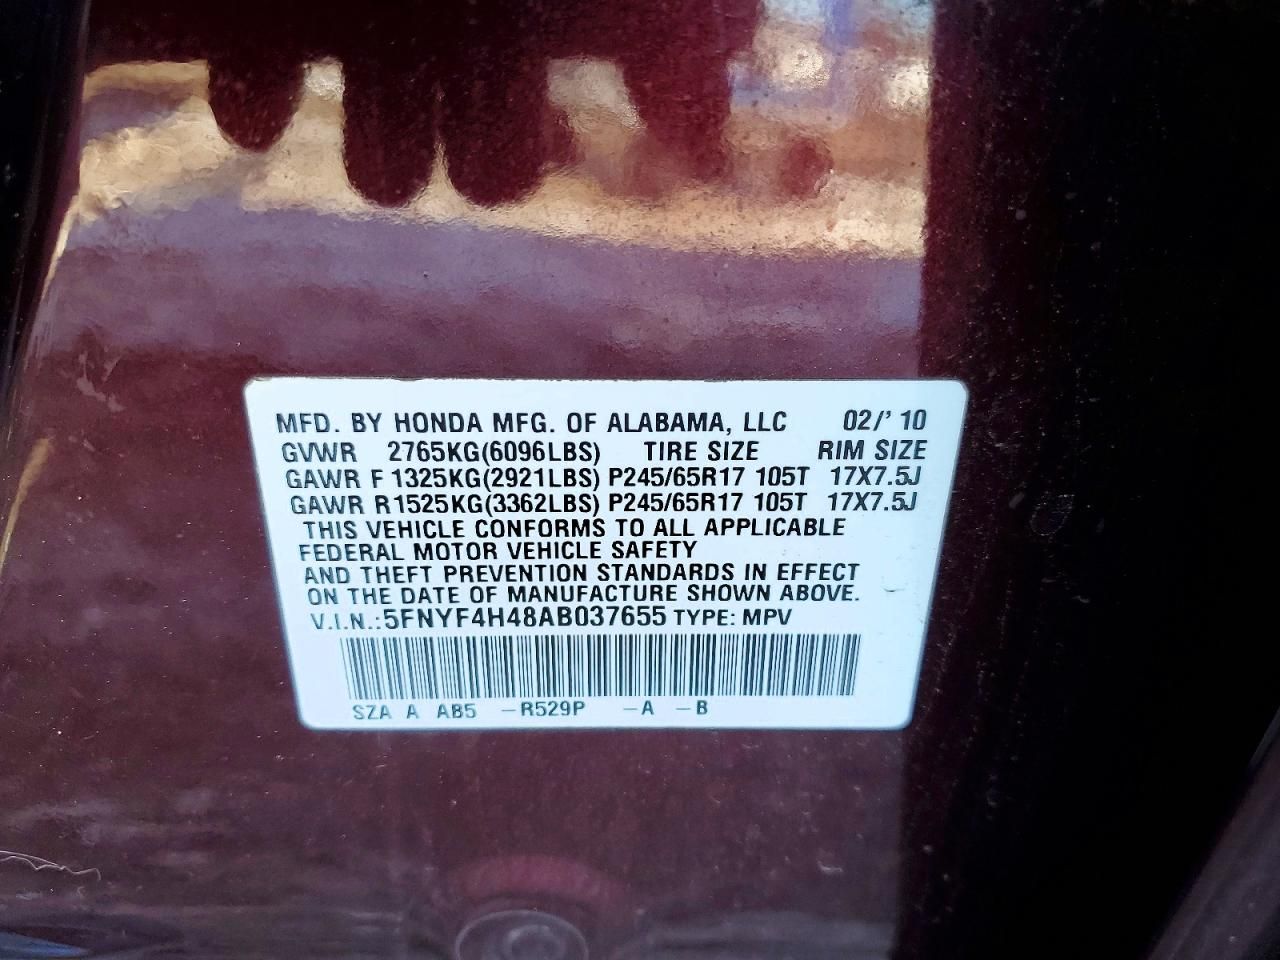 MFD. BY HONDA MFG. OF ALABAMA, LLC 02/' 10
GVWR 2765KG(6096LBS) TIRE SIZE RIM SIZE
GAWR F 1325KG(2921LBS) P245/65R17 105T 17X7.5J
GAWR R 1525KG(3362LBS) P245/65R17 105T 17X7.5J
THIS VEHICLE CONFORMS TO ALL APPLICABLE
FEDERAL MOTOR VEHICLE SAFETY
AND THEFT PREVENTION STANDARDS IN EFFECT
ON THE DATE OF MANUFACTURE SHOWN ABOVE.
V.I.N.: 5FNYF4H48AB037655 TYPE: MPV
SZA A AB5 -R529P -A -B